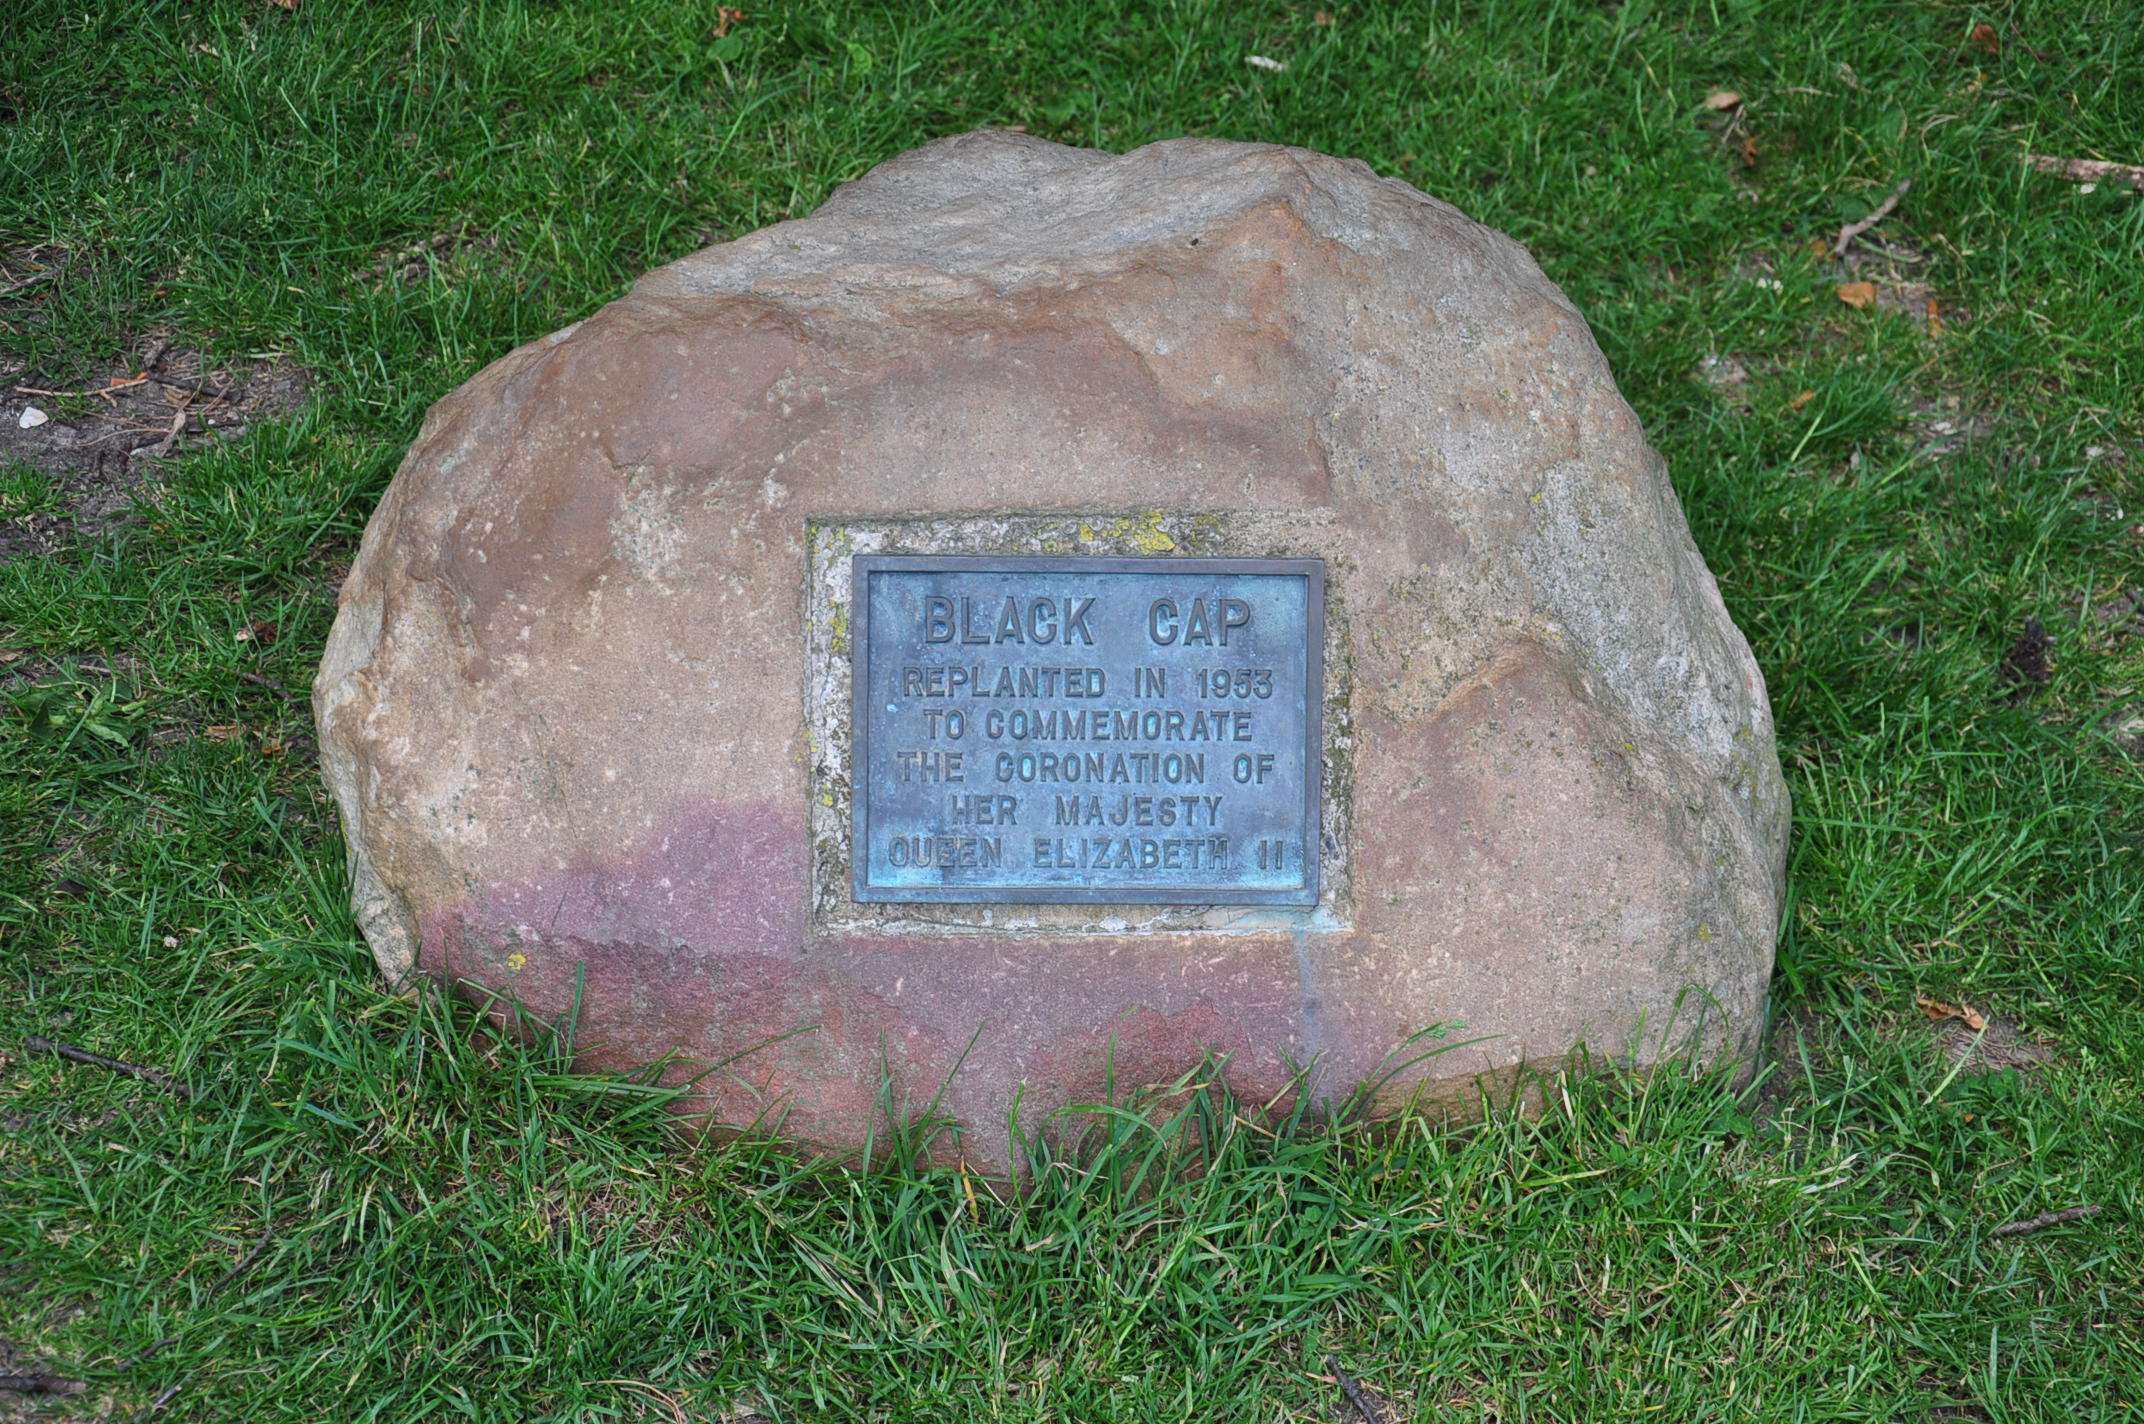 BLACK CAP
REPLANTED IN 1953
TO COMMEMORATE
THE CORONATION OF
HER MAJESTY
QUEEN ELIZABETH II